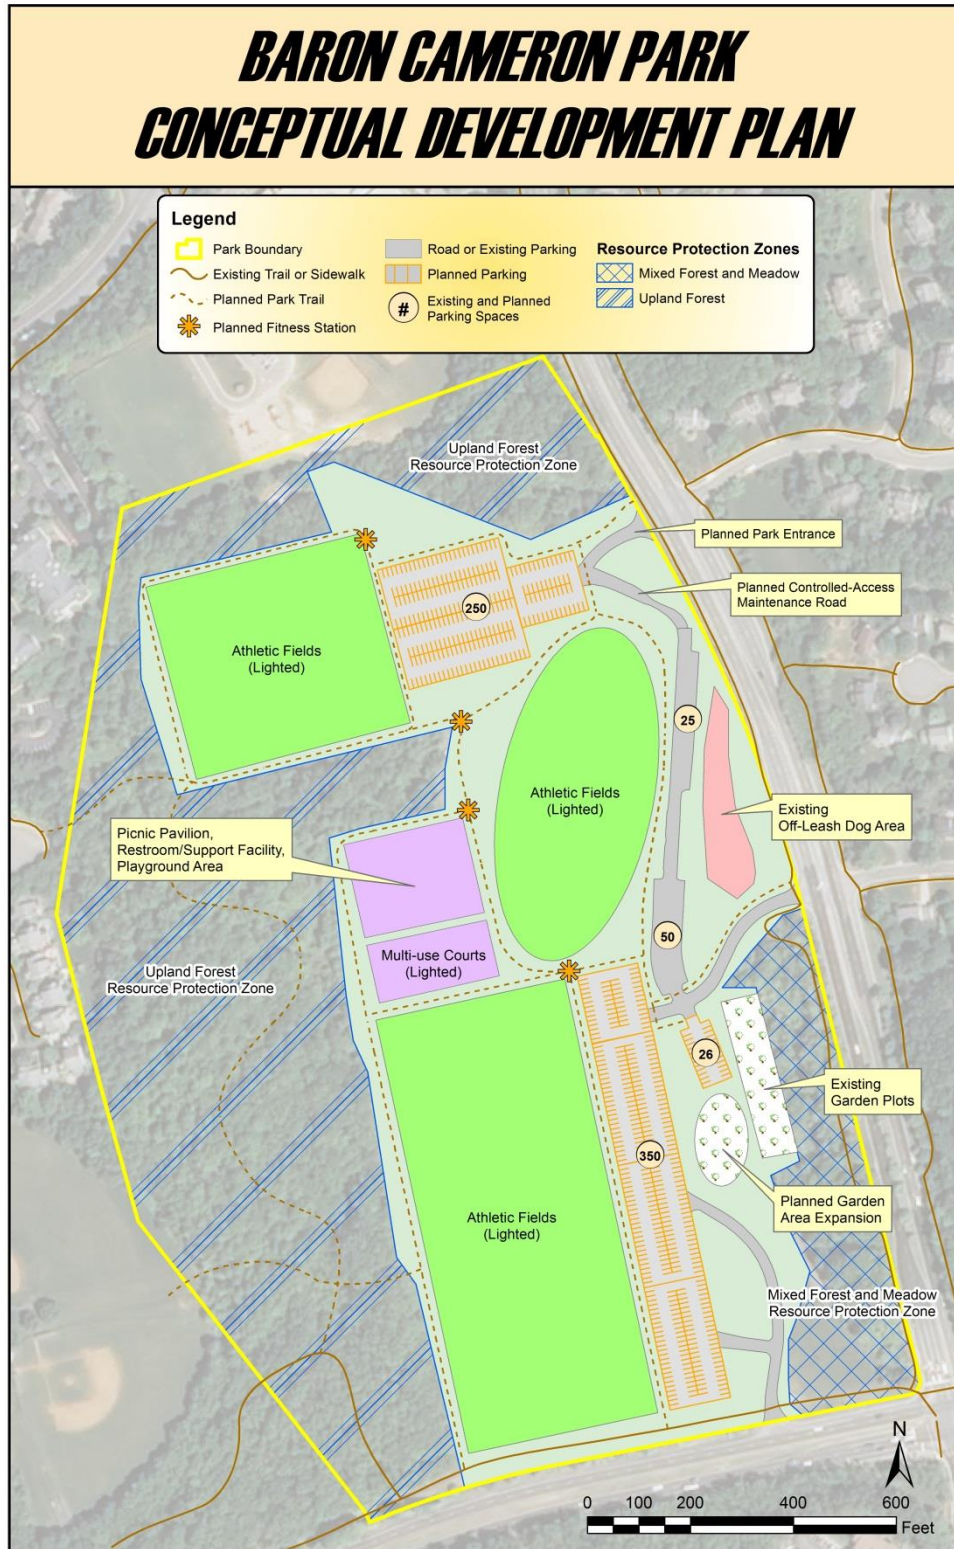 BARON CAMERON PARK
CONCEPTUAL DEVELOPMENT PLAN
Legend
Park Boundary
Existing Trail or Sidewalk
Planned Park Trail
Planned Fitness Station
Road or Existing Parking
Planned Parking
#
Existing and Planned
Parking Spaces
Resource Protection Zones
Mixed Forest and Meadow
Upland Forest
Upland Forest
Resource Protection Zone
Planned Park Entrance
Planned Controlled-Access
Maintenance Road
250
Athletic Fields
(Lighted)
25
Athletic Fields
(Lighted)
Existing
Off-Leash Dog Area
Picnic Pavilion,
Restroom/Support Facility,
Playground Area
50
Multi-use Courts
(Lighted)
Upland Forest
Resource Protection Zone
26
Existing
Garden Plots
350
Planned Garden
Area Expansion
Athletic Fields
(Lighted)
Mixed Forest and Meadow
Resource Protection Zone
N
0 100 200 400 600
Feet